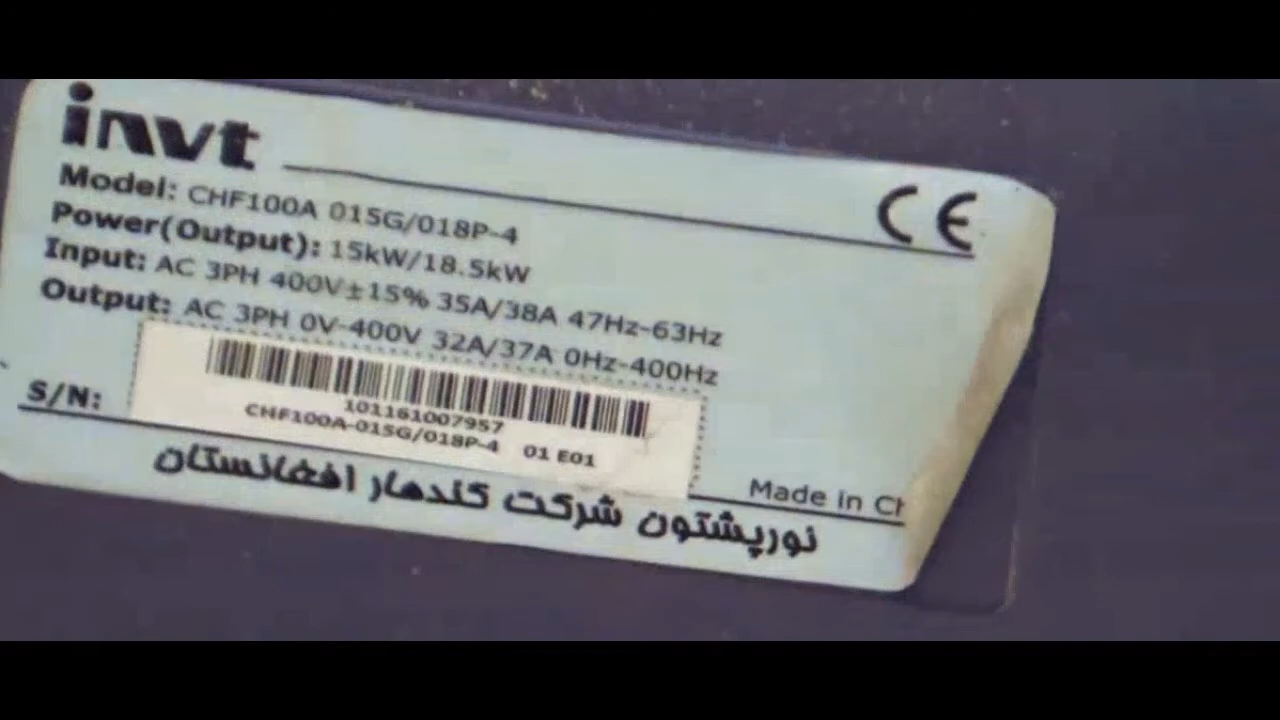 invt
CE
Model: CHF100A 015G/018P-4
Power(Output): 15kW/18.5kW
Input: AC 3PH 400V±15% 35A/38A 47Hz-63Hz
Output: AC 3PH 0V-400V 32A/37A 0Hz-400Hz
S/N:
101161007957
CHF100A-015G/018P-4 01 E01
Made in Ch
نورپشتون شرکت کندهار افغانستان